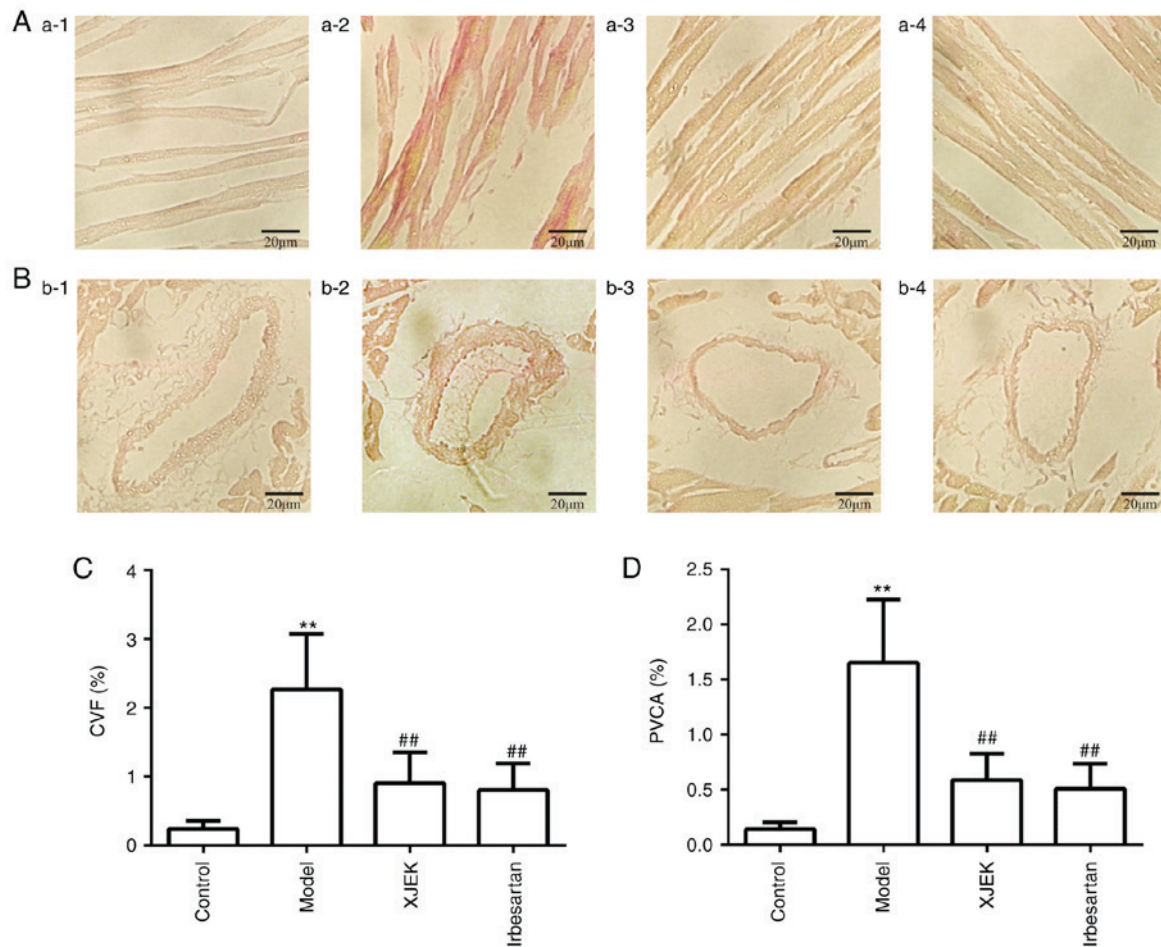 A a-1 a-2 a-3 a-4
20μm 20μm 20μm 20μm
B b-1 b-2 b-3 b-4
20μm 20μm 20μm 20μm
C
CVF (%)
4
3
2
1
0
**
##
##
Control
Model
XJEK
Irbesartan
D
PVCA (%)
2.5
2.0
1.5
1.0
0.5
0.0
**
##
##
Control
Model
XJEK
Irbesartan